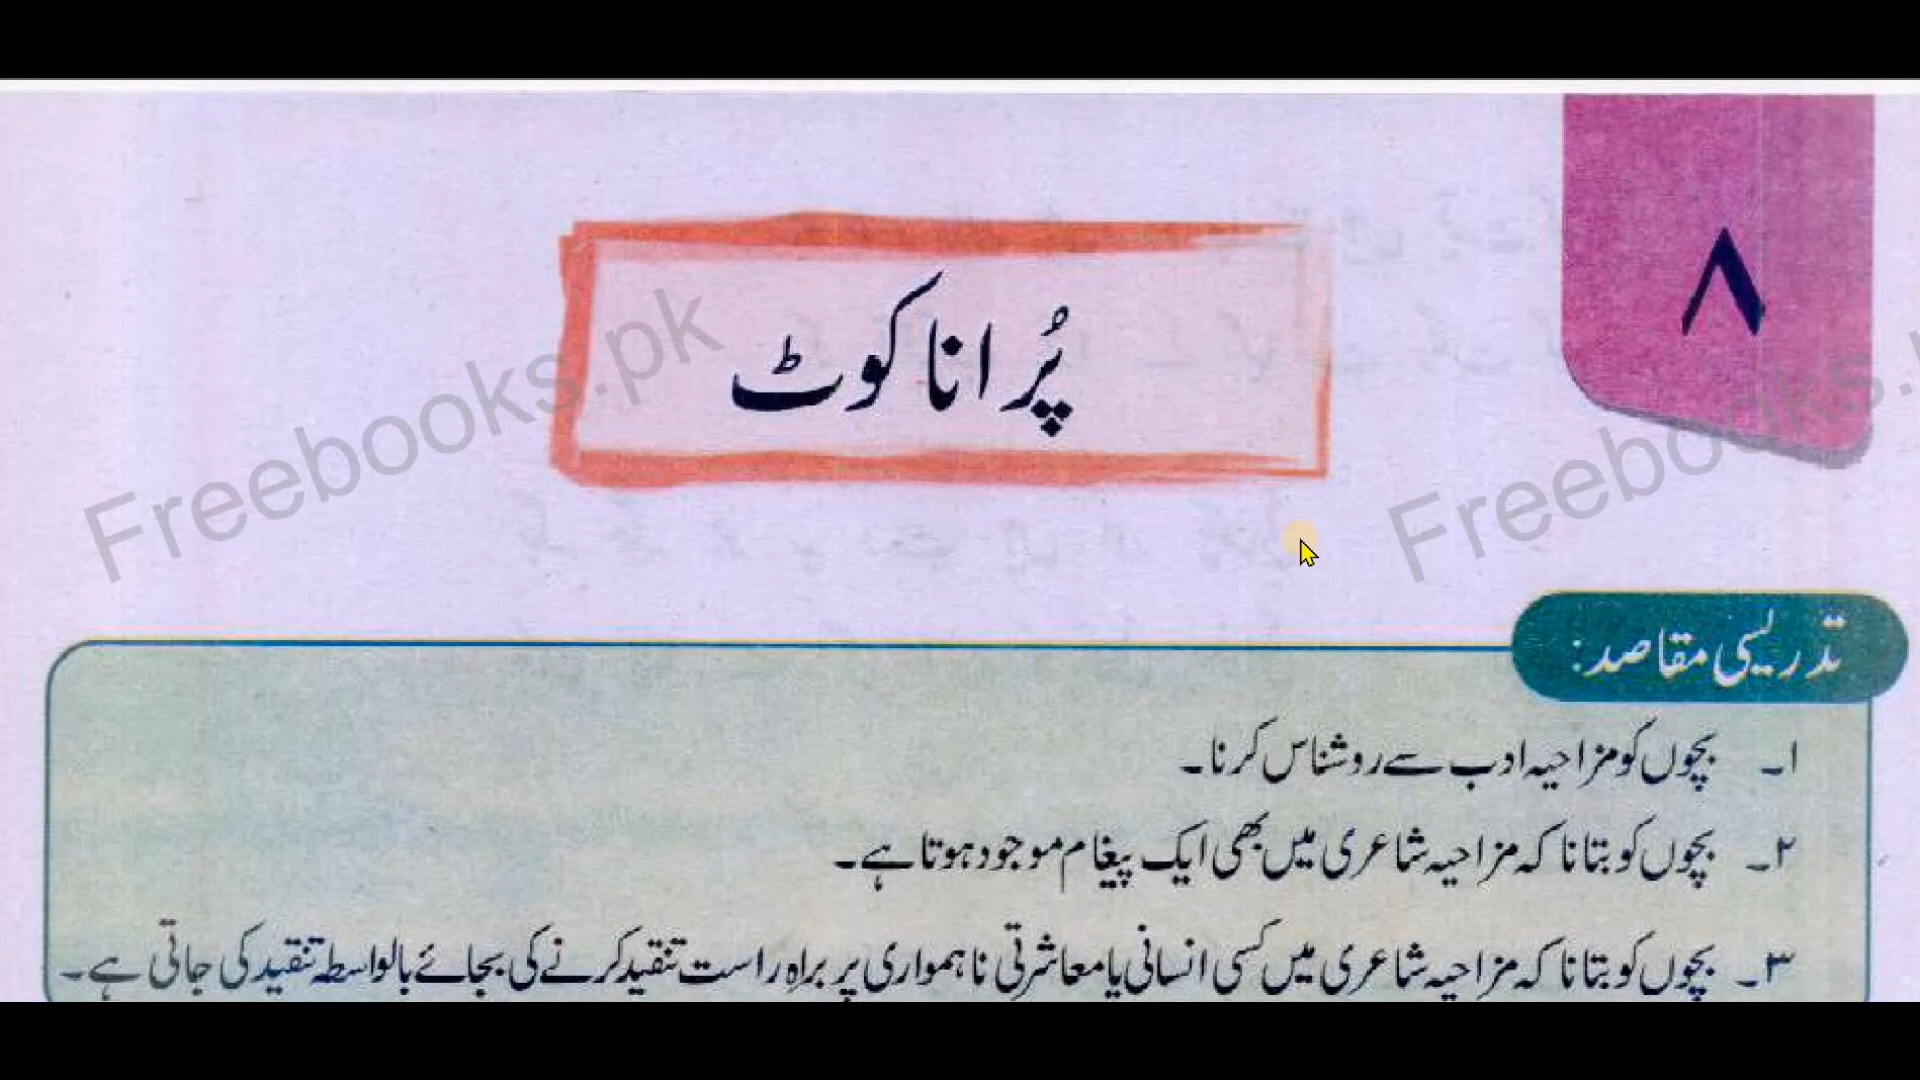 ۸
پُرانا کوٹ
Freebooks.pk
Freebooks.
تدریسی مقاصد:
۱۔ بچوں کو مزاحیہ ادب سے روشناس کرنا۔
۲۔ بچوں کو بتانا کہ مزاحیہ شاعری میں بھی ایک پیغام موجود ہوتا ہے۔
۳۔ بچوں کو بتانا کہ مزاحیہ شاعری میں کسی انسانی یا معاشرتی ناہمواری پر براہِ راست تنقید کرنے کی بجائے بالواسطہ تنقید کی جاتی ہے۔